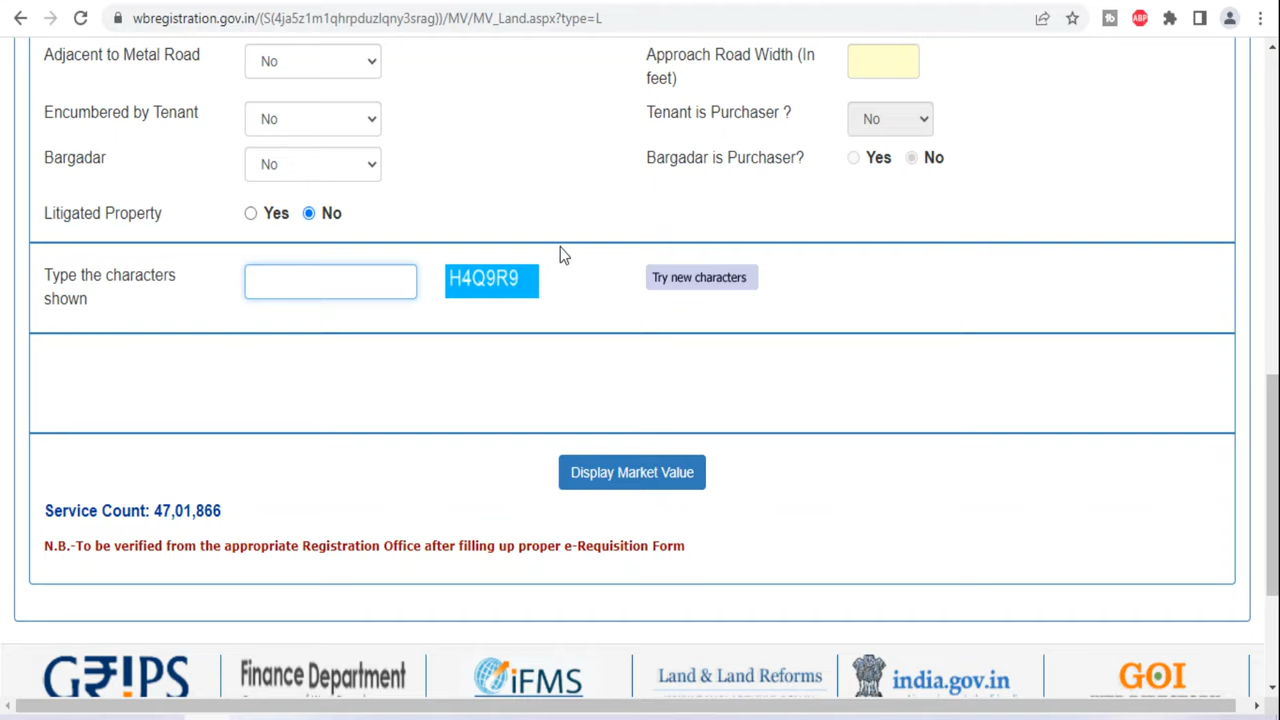 wbregistration.gov.in/(S(4ja5z1m1qhrpduzlqny3srag))/MV/MV_Land.aspx?type=L
ABP
Adjacent to Metal Road
No
Approach Road Width (In feet)
Encumbered by Tenant
No
Tenant is Purchaser ?
No
Bargadar
No
Bargadar is Purchaser?
Yes
No
Litigated Property
Yes
No
Type the characters shown
H4Q9R9
Try new characters
Display Market Value
Service Count: 47,01,866
N.B.-To be verified from the appropriate Registration Office after filling up proper e-Requisition Form
GRIPS
Finance Department
iFMS
Land & Land Reforms
india.gov.in
GOI